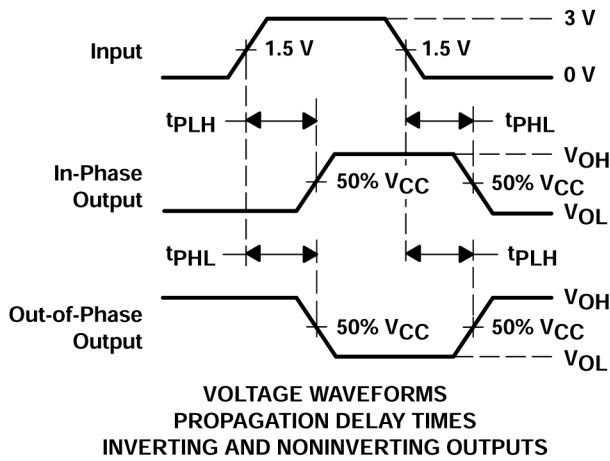 3 V
Input
1.5 V
1.5 V
0 V
tPLH
tPHL
VOH
In-Phase
Output
50% VCC
50% VCC
VOL
tPHL
tPLH
VOH
Out-of-Phase
Output
50% VCC
50% VCC
VOL
VOLTAGE WAVEFORMS
PROPAGATION DELAY TIMES
INVERTING AND NONINVERTING OUTPUTS